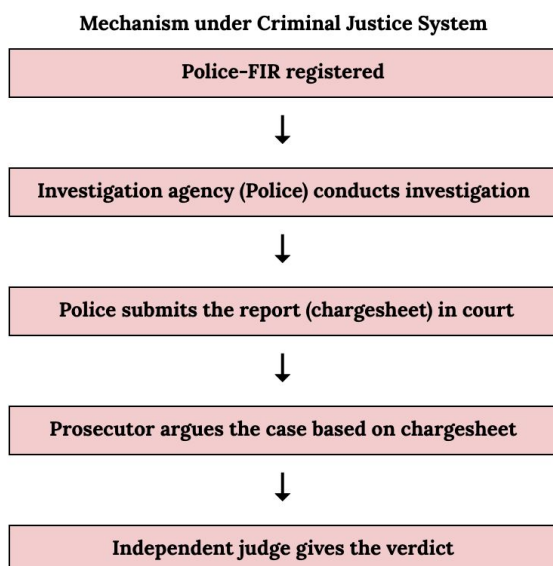 Mechanism under Criminal Justice System
Police-FIR registered
Investigation agency (Police) conducts investigation
Police submits the report (chargesheet) in court
Prosecutor argues the case based on chargesheet
Independent judge gives the verdict